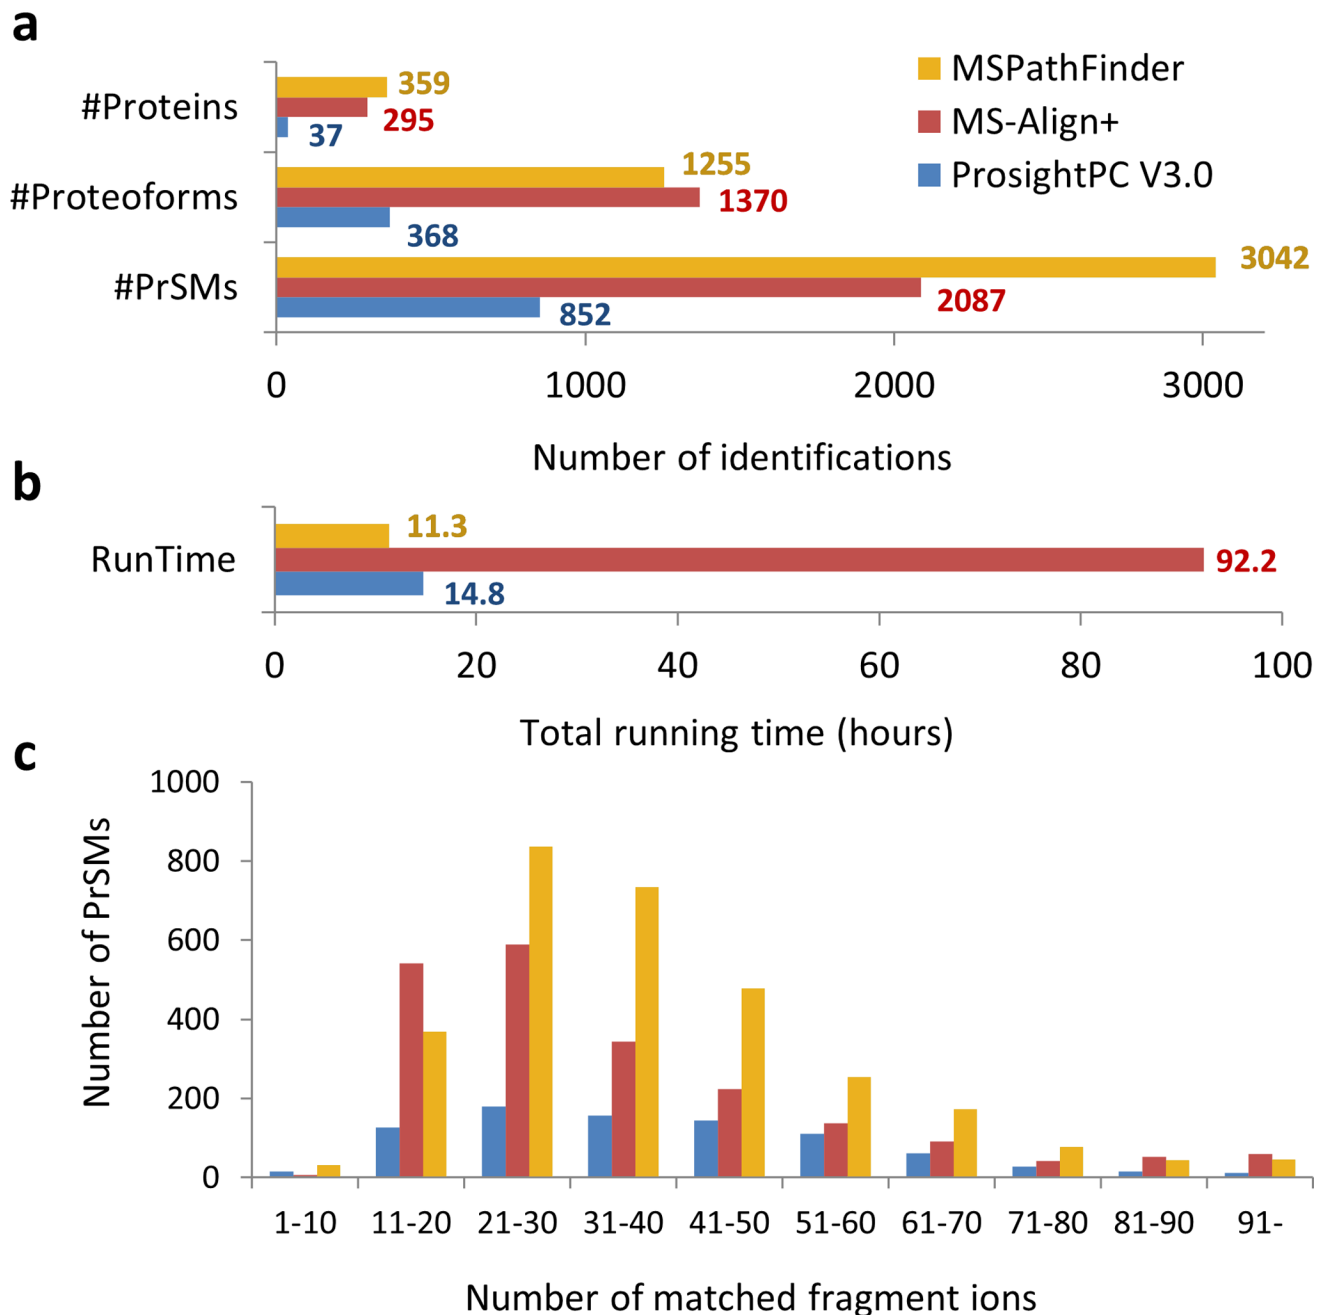 a
MSPathFinder
MS-Align+
ProsightPC V3.0
#Proteins
359
295
37
#Proteoforms
1255
1370
368
#PrSMs
3042
2087
852
0 1000 2000 3000
Number of identifications
b
RunTime
11.3
92.2
14.8
0 20 40 60 80 100
Total running time (hours)
c
Number of PrSMs
1000
800
600
400
200
0
1-10 11-20 21-30 31-40 41-50 51-60 61-70 71-80 81-90 91-
Number of matched fragment ions